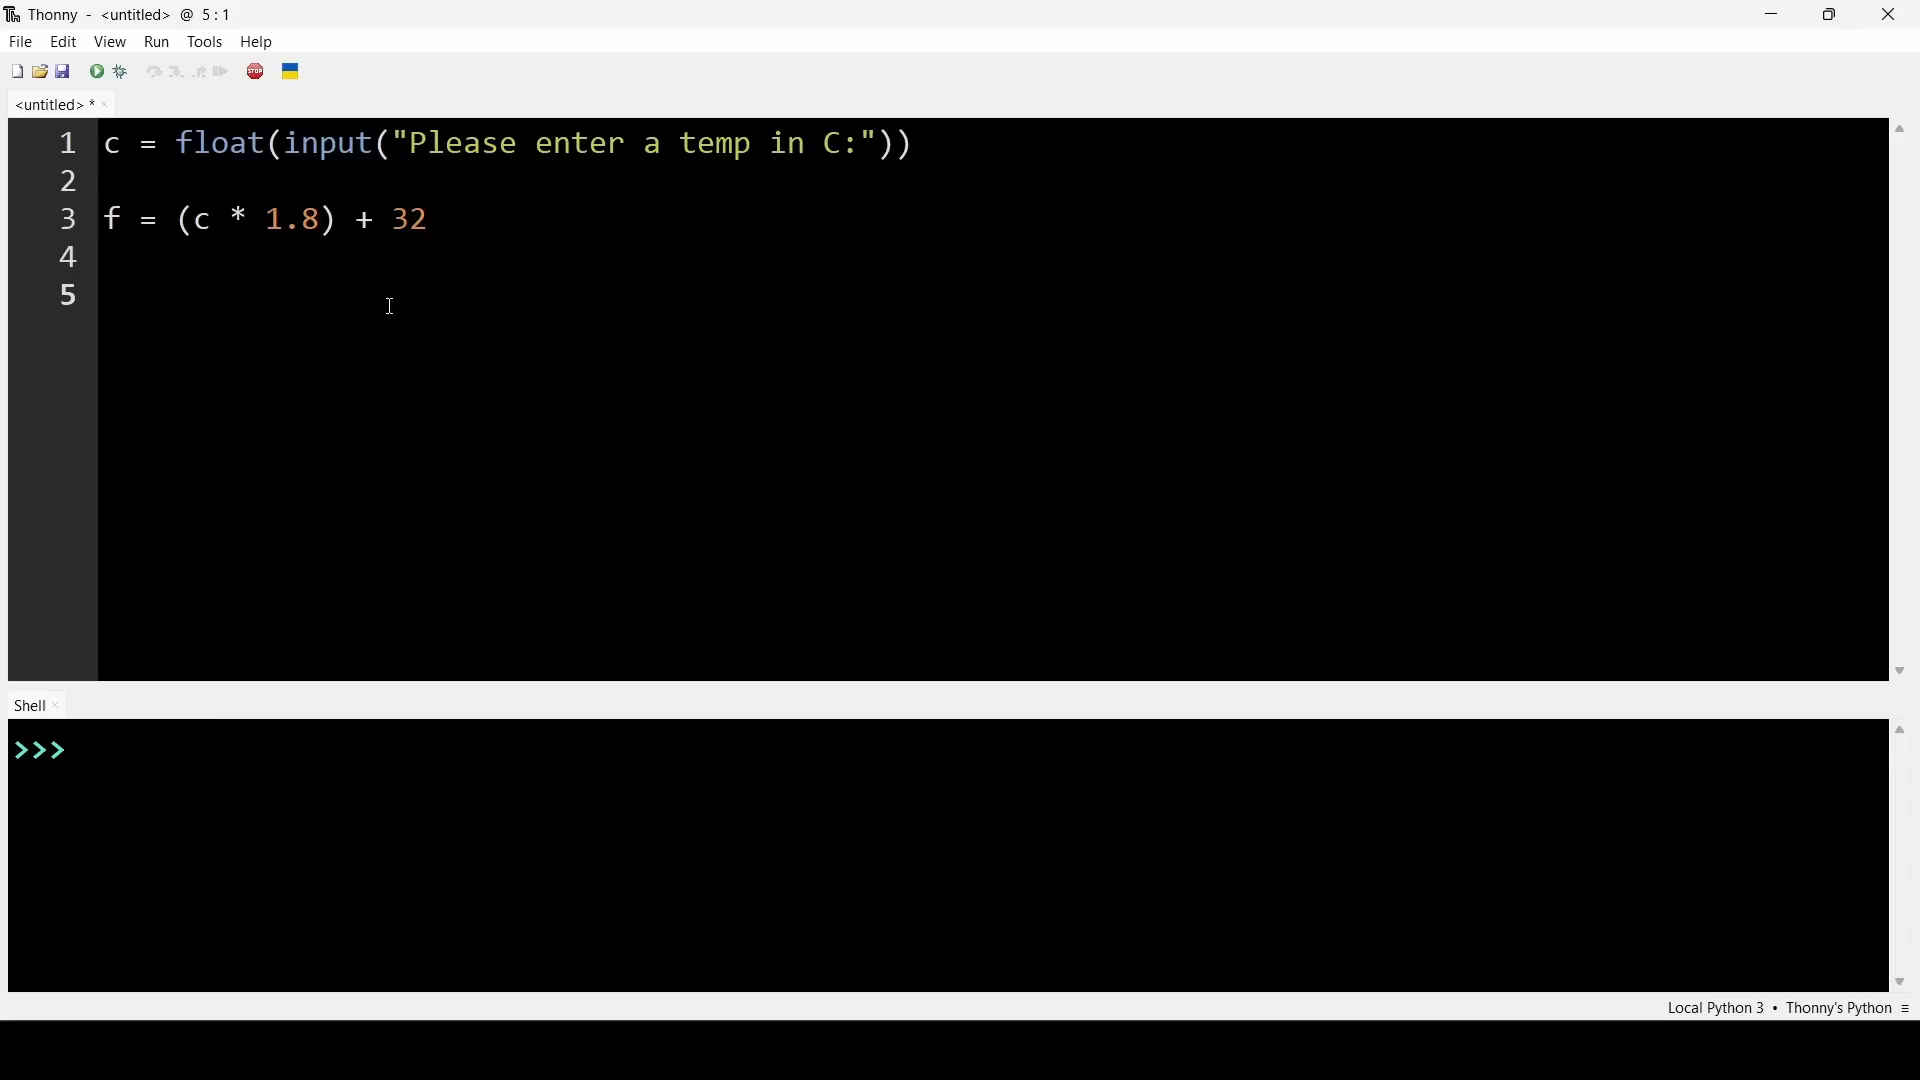 Thonny - <untitled> @ 5:1
File Edit View Run Tools Help
STOP
<untitled> *
1 c = float(input("Please enter a temp in C:"))
2
3 f = (c * 1.8) + 32
4
5
Shell
>>>
Local Python 3 • Thonny's Python ≡